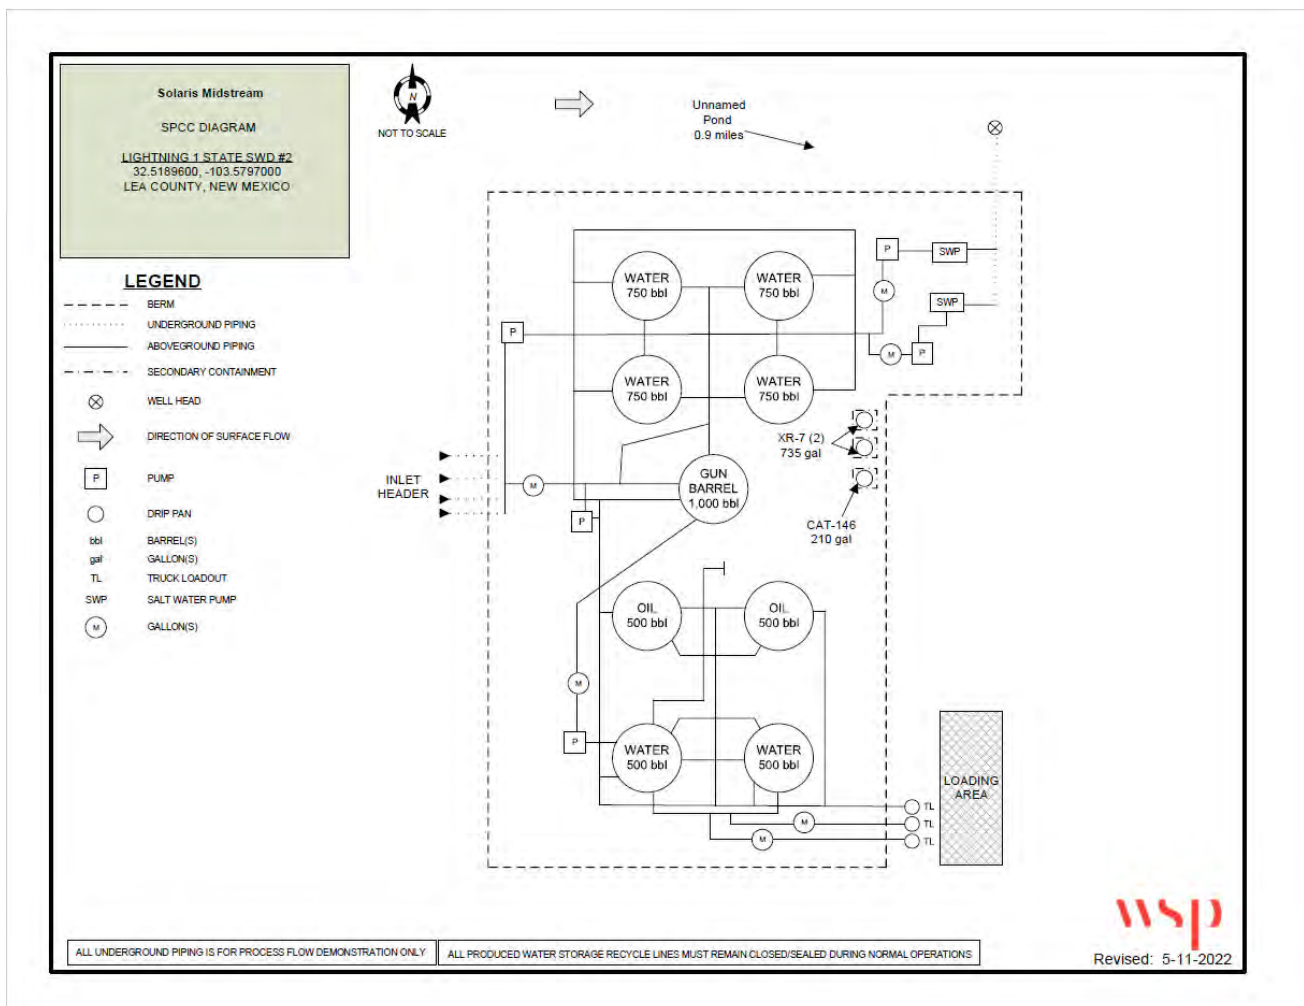 Solaris Midstream
SPCC DIAGRAM
LIGHTNING 1 STATE SWD #2
32.5189600, -103.5797000
LEA COUNTY, NEW MEXICO
N
NOT TO SCALE
Unnamed
Pond
0.9 miles
LEGEND
BERM
UNDERGROUND PIPING
ABOVEGROUND PIPING
SECONDARY CONTAINMENT
WELL HEAD
DIRECTION OF SURFACE FLOW
P PUMP
DRIP PAN
bbl BARREL(S)
gal GALLON(S)
TL TRUCK LOADOUT
SWP SALT WATER PUMP
M GALLON(S)
WATER
750 bbl
WATER
750 bbl
P
SWP
M
SWP
P
M
P
WATER
750 bbl
WATER
750 bbl
XR-7 (2)
735 gal
INLET
HEADER
M
GUN
BARREL
1,000 bbl
P
CAT-146
210 gal
OIL
500 bbl
OIL
500 bbl
M
P
WATER
500 bbl
WATER
500 bbl
LOADING
AREA
TL
M
TL
M
TL
wsp
ALL UNDERGROUND PIPING IS FOR PROCESS FLOW DEMONSTRATION ONLY
ALL PRODUCED WATER STORAGE RECYCLE LINES MUST REMAIN CLOSED/SEALED DURING NORMAL OPERATIONS
Revised: 5-11-2022